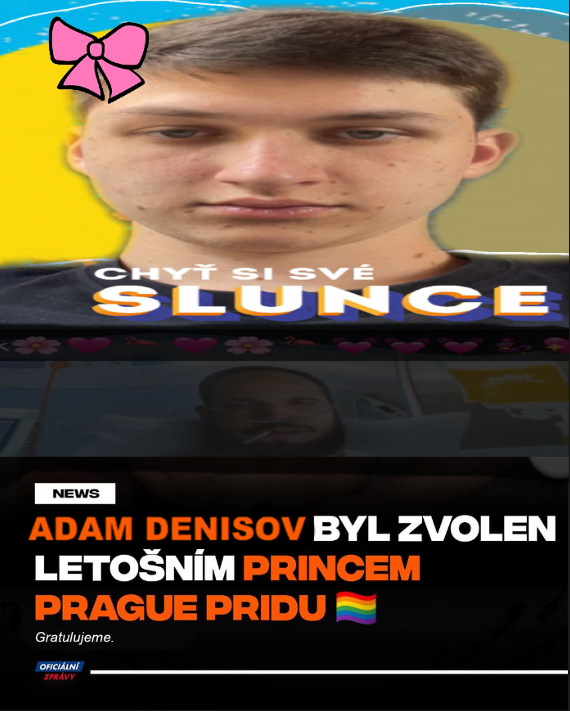 CHYŤ SI SVÉ
SLUNCE
NEWS
ADAM DENISOV BYL ZVOLEN
LETOŠNÍM PRINCEM
PRAGUE PRIDU
Gratulujeme.
OFICIÁLNÍ
ZPRÁVY